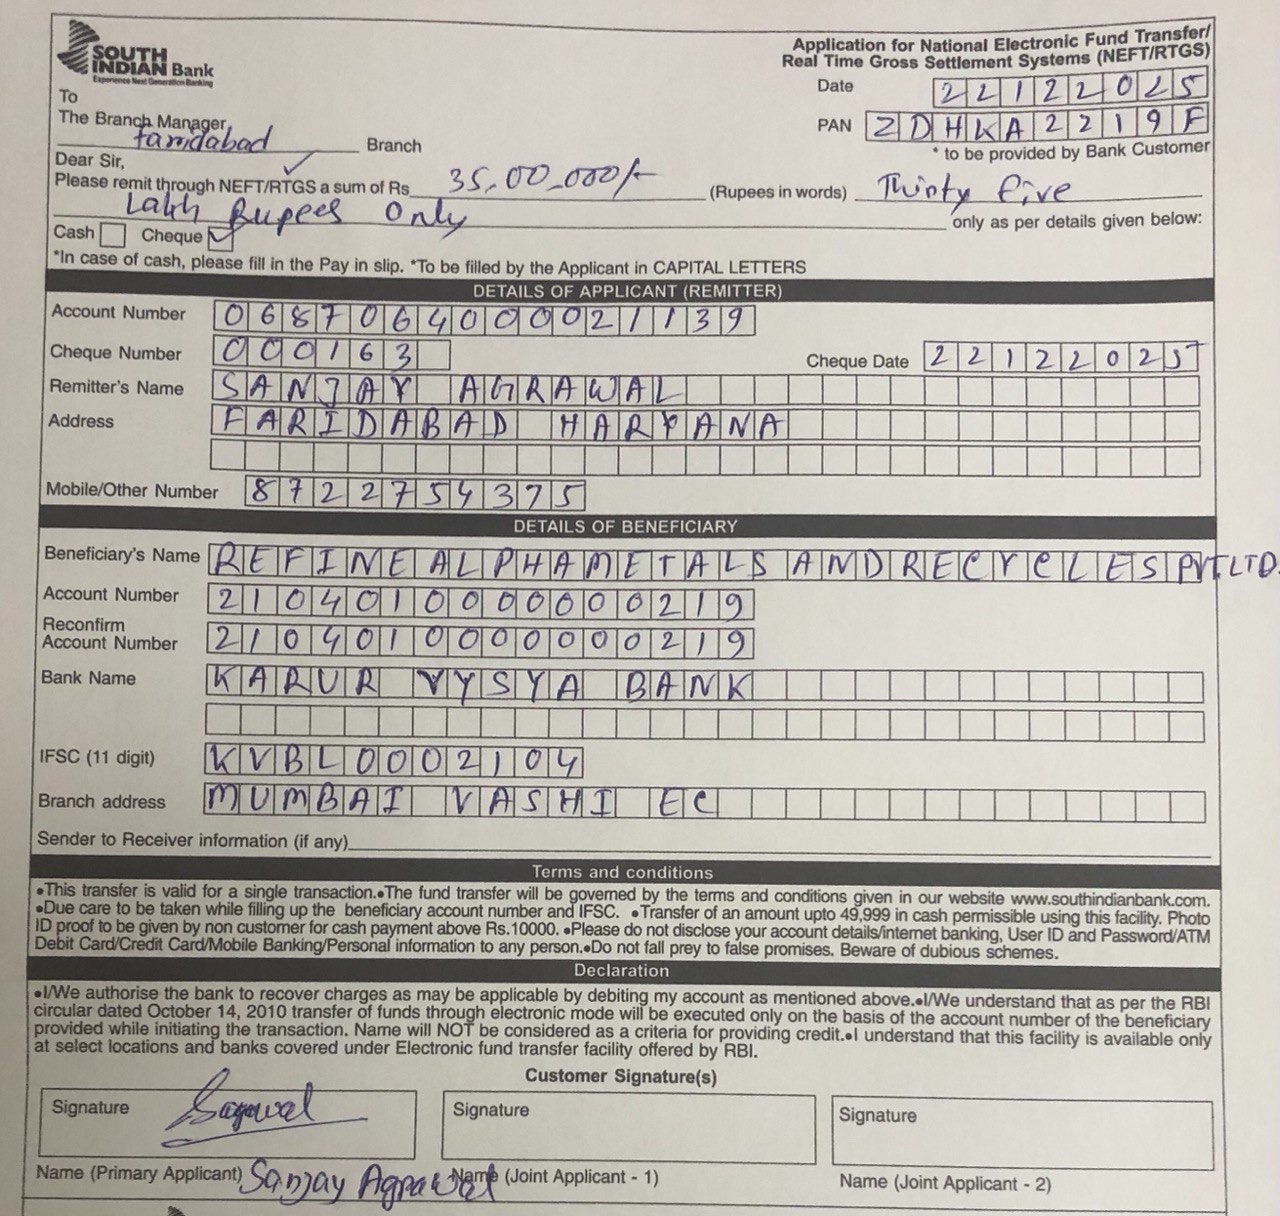 SOUTH
INDIAN Bank
Experience Next Generation Banking
Application for National Electronic Fund Transfer/
Real Time Gross Settlement Systems (NEFT/RTGS)
Date 22122025
PAN ZDHKA2219F
* to be provided by Bank Customer
To
The Branch Manager,
Faridabad Branch
Dear Sir,
Please remit through NEFT/RTGS a sum of Rs 35,00,000/- (Rupees in words) Thirty five
Lakh Rupees Only only as per details given below:
Cash Cheque
*In case of cash, please fill in the Pay in slip. *To be filled by the Applicant in CAPITAL LETTERS
DETAILS OF APPLICANT (REMITTER)
Account Number 0687064000021139
Cheque Number 000163 Cheque Date 22122025
Remitter's Name SANJAY AGRAWAL
Address FARIDABAD HARYANA
Mobile/Other Number 8722754375
DETAILS OF BENEFICIARY
Beneficiary's Name REFINE ALPHA METALS AND RECYCLES PVT LTD.
Account Number 2104010000000219
Reconfirm
Account Number 2104010000000219
Bank Name KARUR VYSYA BANK
IFSC (11 digit) KVBL0002104
Branch address MUMBAI VASHI EC
Sender to Receiver information (if any)
Terms and conditions
•This transfer is valid for a single transaction.•The fund transfer will be governed by the terms and conditions given in our website www.southindianbank.com.
•Due care to be taken while filling up the beneficiary account number and IFSC. •Transfer of an amount upto 49,999 in cash permissible using this facility. Photo
ID proof to be given by non customer for cash payment above Rs.10000. •Please do not disclose your account details/internet banking, User ID and Password/ATM
Debit Card/Credit Card/Mobile Banking/Personal information to any person.•Do not fall prey to false promises. Beware of dubious schemes.
Declaration
•I/We authorise the bank to recover charges as may be applicable by debiting my account as mentioned above.•I/We understand that as per the RBI
circular dated October 14, 2010 transfer of funds through electronic mode will be executed only on the basis of the account number of the beneficiary
provided while initiating the transaction. Name will NOT be considered as a criteria for providing credit.•I understand that this facility is available only
at select locations and banks covered under Electronic fund transfer facility offered by RBI.
Customer Signature(s)
Signature Sagrawal Signature Signature
Name (Primary Applicant) Sanjay Agrawal Name (Joint Applicant - 1) Name (Joint Applicant - 2)